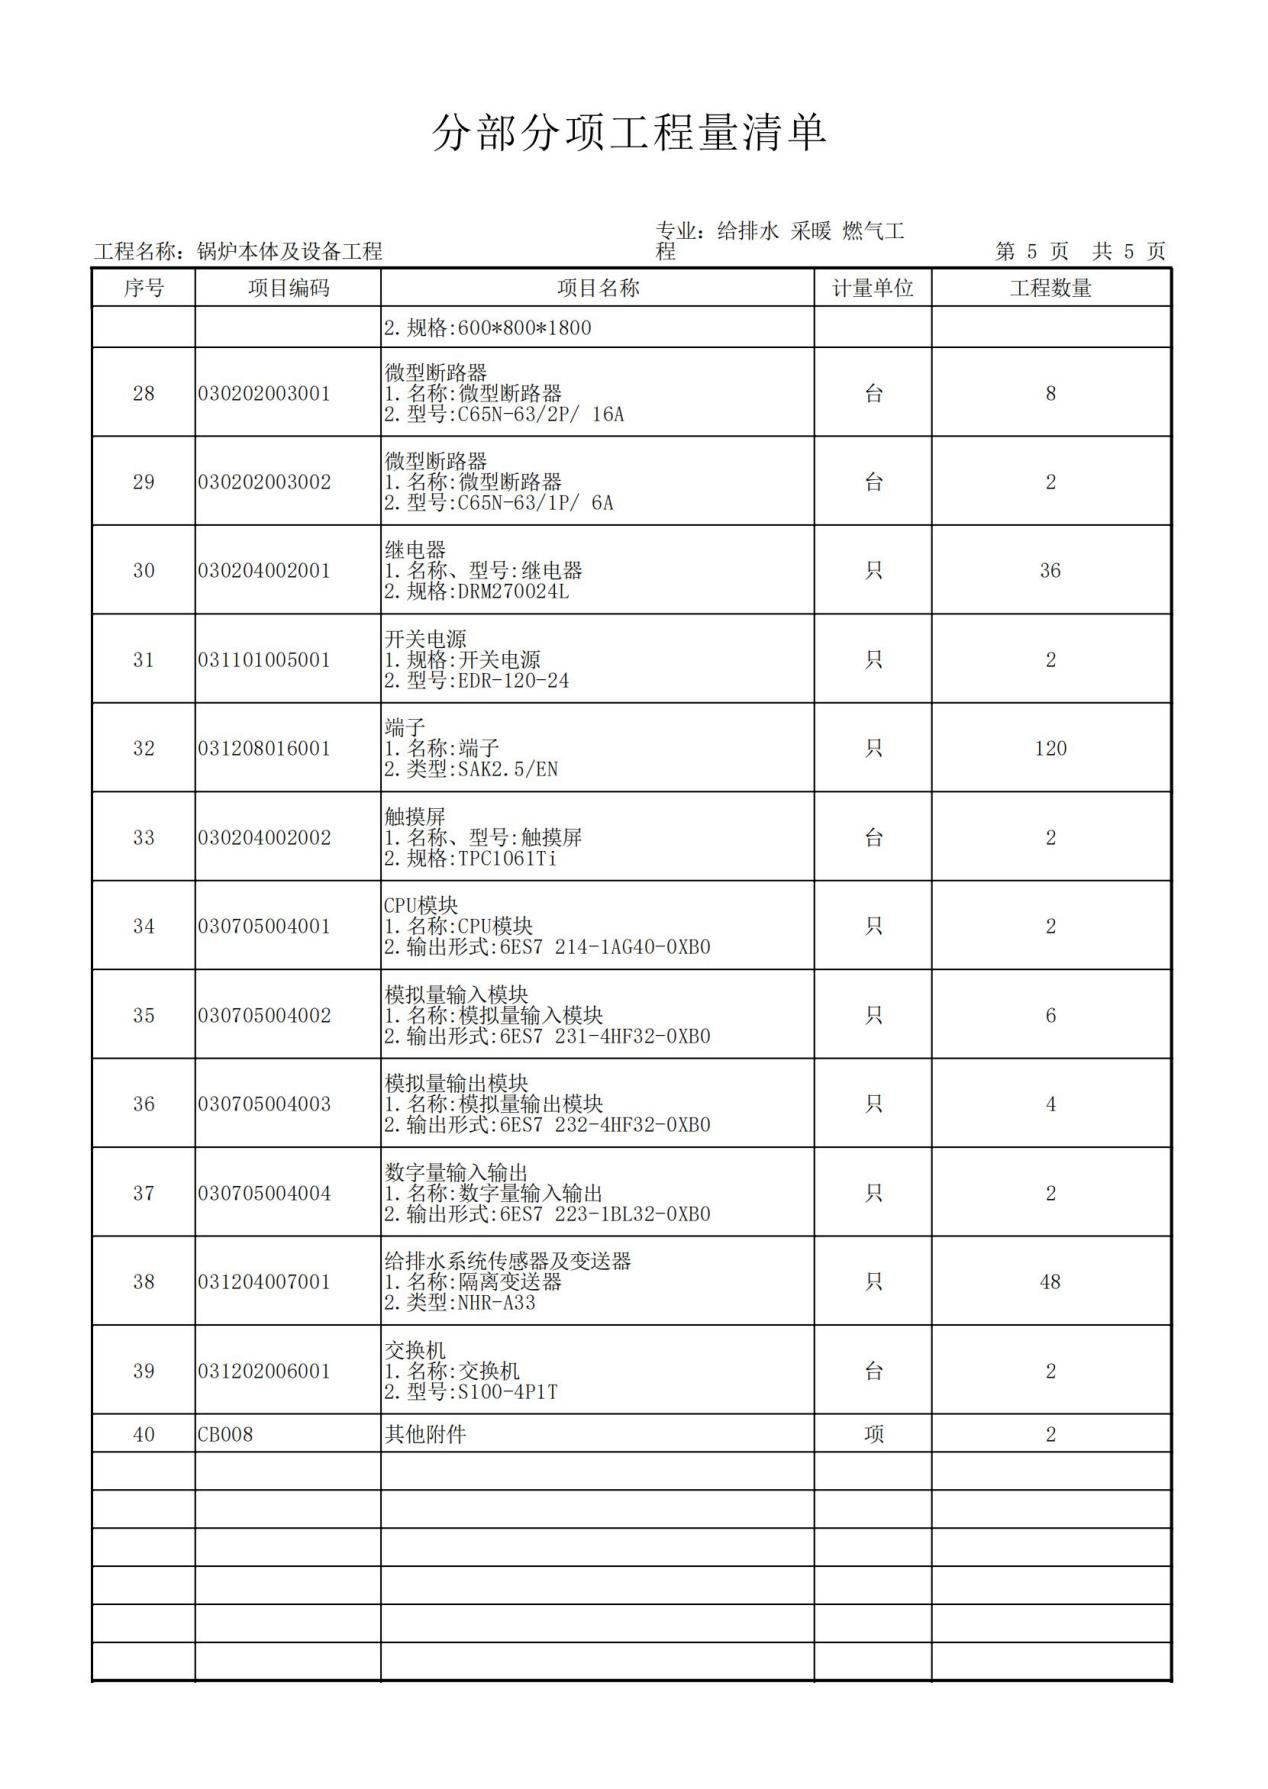 分部分项工程量清单
专业：给排水 采暖 燃气工
工程名称：锅炉本体及设备工程 程 第 5 页 共 5 页
序号 项目编码 项目名称 计量单位 工程数量
2.规格:600*800*1800
微型断路器
28 030202003001 1.名称:微型断路器 台 8
2.型号:C65N-63/2P/ 16A
微型断路器
29 030202003002 1.名称:微型断路器 台 2
2.型号:C65N-63/1P/ 6A
继电器
30 030204002001 1.名称、型号:继电器 只 36
2.规格:DRM270024L
开关电源
31 031101005001 1.规格:开关电源 只 2
2.型号:EDR-120-24
端子
32 031208016001 1.名称:端子 只 120
2.类型:SAK2.5/EN
触摸屏
33 030204002002 1.名称、型号:触摸屏 台 2
2.规格:TPC1061Ti
CPU模块
34 030705004001 1.名称:CPU模块 只 2
2.输出形式:6ES7 214-1AG40-0XB0
模拟量输入模块
35 030705004002 1.名称:模拟量输入模块 只 6
2.输出形式:6ES7 231-4HF32-0XB0
模拟量输出模块
36 030705004003 1.名称:模拟量输出模块 只 4
2.输出形式:6ES7 232-4HF32-0XB0
数字量输入输出
37 030705004004 1.名称:数字量输入输出 只 2
2.输出形式:6ES7 223-1BL32-0XB0
给排水系统传感器及变送器
38 031204007001 1.名称:隔离变送器 只 48
2.类型:NHR-A33
交换机
39 031202006001 1.名称:交换机 台 2
2.型号:S100-4P1T
40 CB008 其他附件 项 2